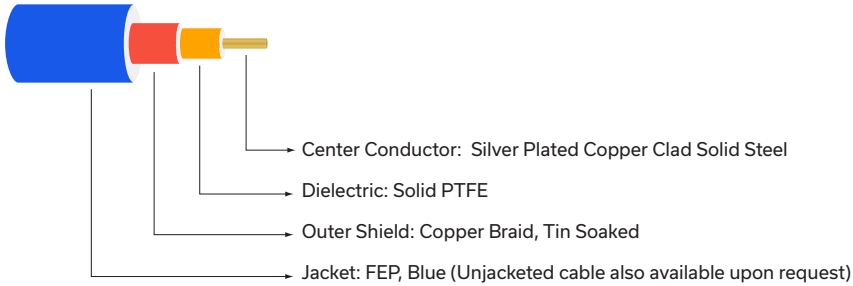 Center Conductor: Silver Plated Copper Clad Solid Steel
Dielectric: Solid PTFE
Outer Shield: Copper Braid, Tin Soaked
Jacket: FEP, Blue (Unjacketed cable also available upon request)